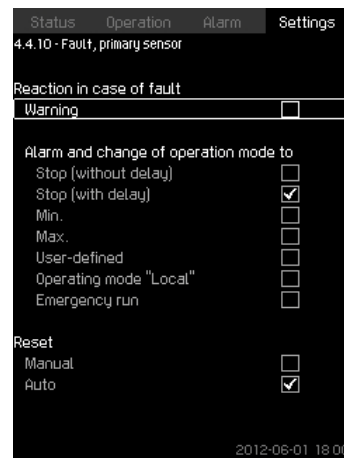 Status Operation Alarm Settings
4.4.10 - Fault, primary sensor
Reaction in case of fault
Warning
Alarm and change of operation mode to
Stop (without delay)
Stop (with delay)
Min.
Max.
User-defined
Operating mode "Local"
Emergency run
Reset
Manual
Auto
2012-06-01 18:00